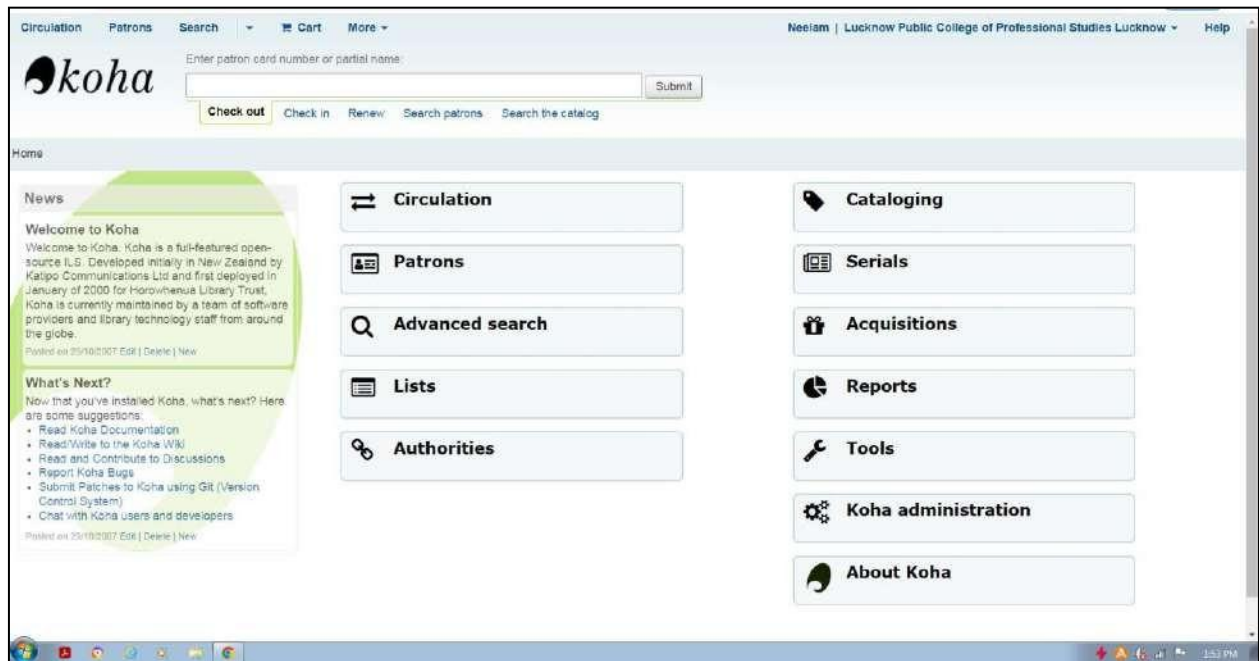 Circulation Patrons Search Cart More Neelam | Lucknow Public College of Professional Studies Lucknow Help
koha
Enter patron card number or partial name:
Submit
Check out Check in Renew Search patrons Search the catalog
Home
News
Welcome to Koha
Welcome to Koha. Koha is a full-featured open-
source ILS. Developed initially in New Zealand by
Katipo Communications Ltd and first deployed in
January of 2000 for Horowhenua Library Trust,
Koha is currently maintained by a team of software
providers and library technology staff from around
the globe.
Posted on 25/10/2007 Edit | Delete | New
What's Next?
Now that you've installed Koha, what's next? Here
are some suggestions:
Read Koha Documentation
Read/Write to the Koha Wiki
Read and Contribute to Discussions
Report Koha Bugs
Submit Patches to Koha using Git (Version
Control System)
Chat with Koha users and developers
Posted on 25/10/2007 Edit | Delete | New
Circulation
Patrons
Advanced search
Lists
Authorities
Cataloging
Serials
Acquisitions
Reports
Tools
Koha administration
About Koha
1:53 PM